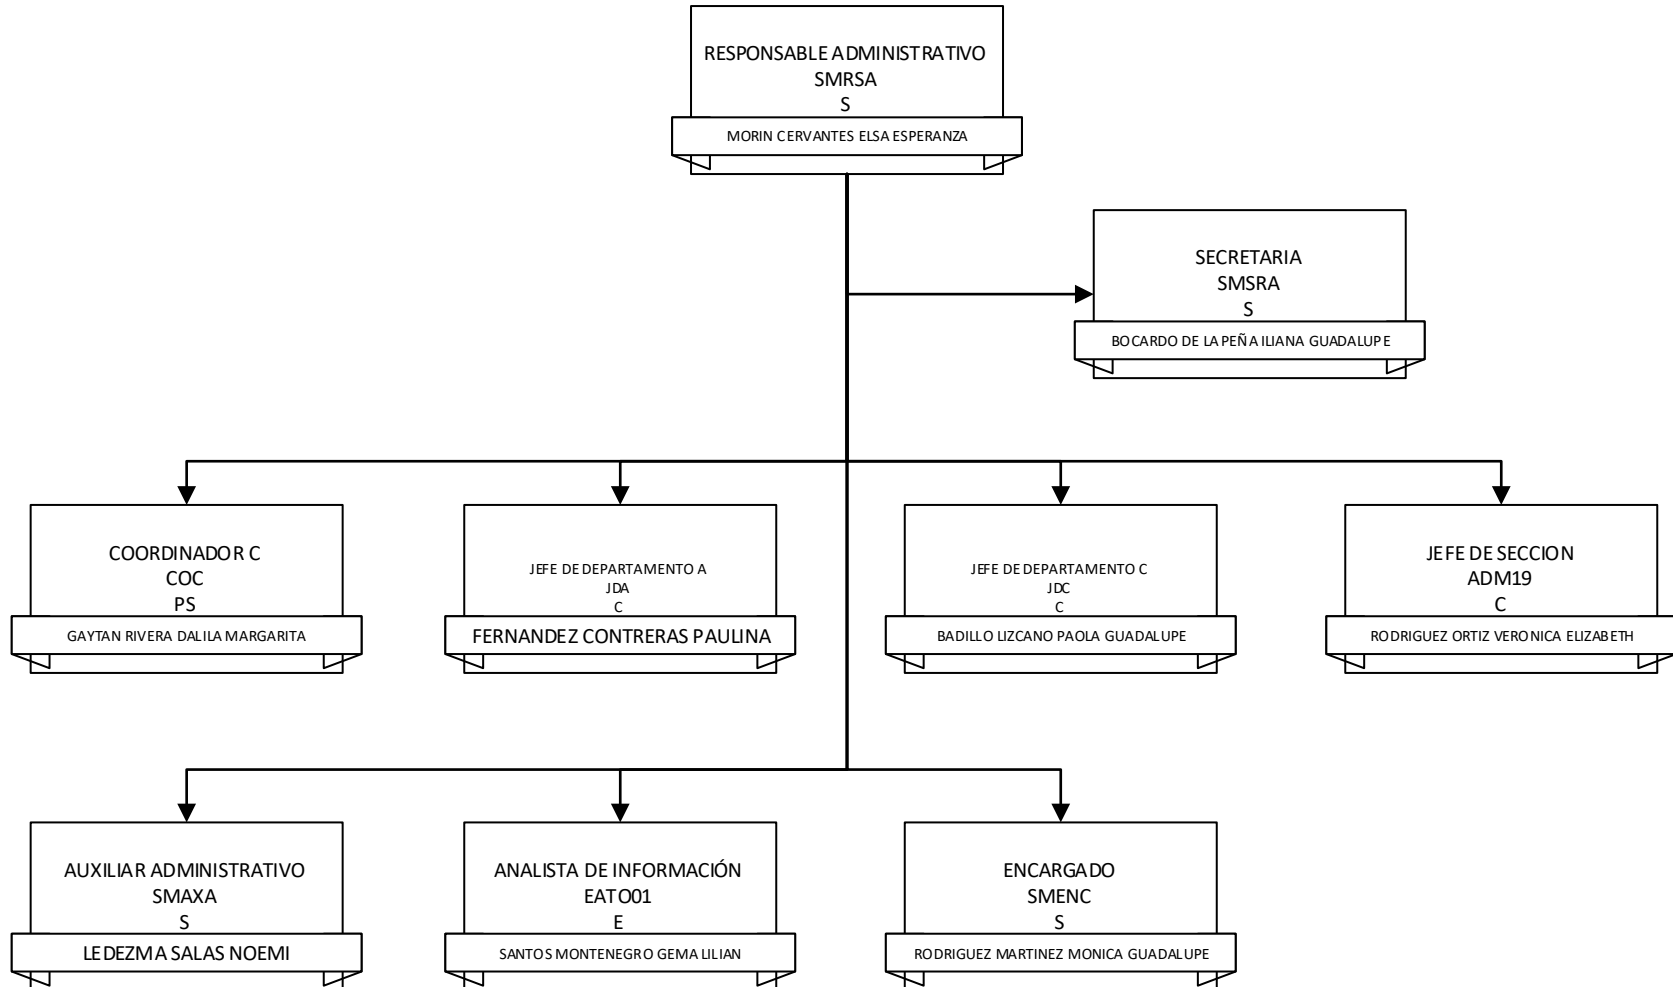 RESPONSABLE ADMINISTRATIVO
SMRSA
S
MORIN CERVANTES ELSA ESPERANZA
SECRETARIA
SMSRA
S
BOCARDO DE LA PEÑA ILIANA GUADALUPE
COORDINADOR C
COC
PS
GAYTAN RIVERA DALILA MARGARITA
JEFE DE DEPARTAMENTO A
JDA
C
FERNANDEZ CONTRERAS PAULINA
JEFE DE DEPARTAMENTO C
JDC
C
BADILLO LIZCANO PAOLA GUADALUPE
JEFE DE SECCION
ADM19
C
RODRIGUEZ ORTIZ VERONICA ELIZABETH
AUXILIAR ADMINISTRATIVO
SMAXA
S
LEDEZMA SALAS NOEMI
ANALISTA DE INFORMACIÓN
EATO01
E
SANTOS MONTENEGRO GEMA LILIAN
ENCARGADO
SMENC
S
RODRIGUEZ MARTINEZ MONICA GUADALUPE